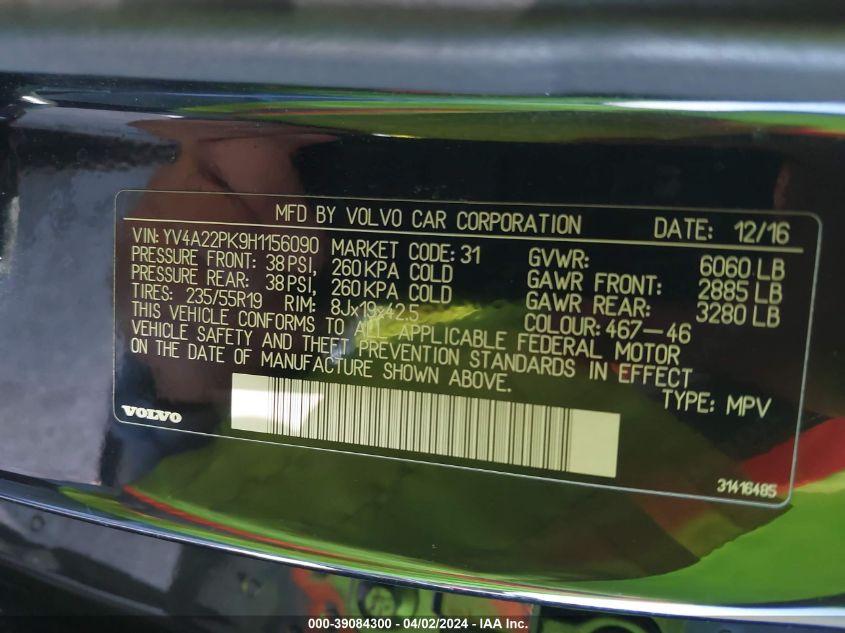 MFD BY VOLVO CAR CORPORATION DATE: 12/16
VIN: YV4A22PK9H1156090 MARKET CODE: 31 GVWR: 6060 LB
PRESSURE FRONT: 38 PSI, 260 KPA COLD GAWR FRONT: 2885 LB
PRESSURE REAR: 38 PSI, 260 KPA COLD GAWR REAR: 3280 LB
TIRES: 235/55R19 RIM: 8Jx19x42.5 COLOUR: 467-46
THIS VEHICLE CONFORMS TO ALL APPLICABLE FEDERAL MOTOR
VEHICLE SAFETY AND THEFT PREVENTION STANDARDS IN EFFECT
ON THE DATE OF MANUFACTURE SHOWN ABOVE. TYPE: MPV
VOLVO
31416485
000-39084300 - 04/02/2024 - IAA Inc.